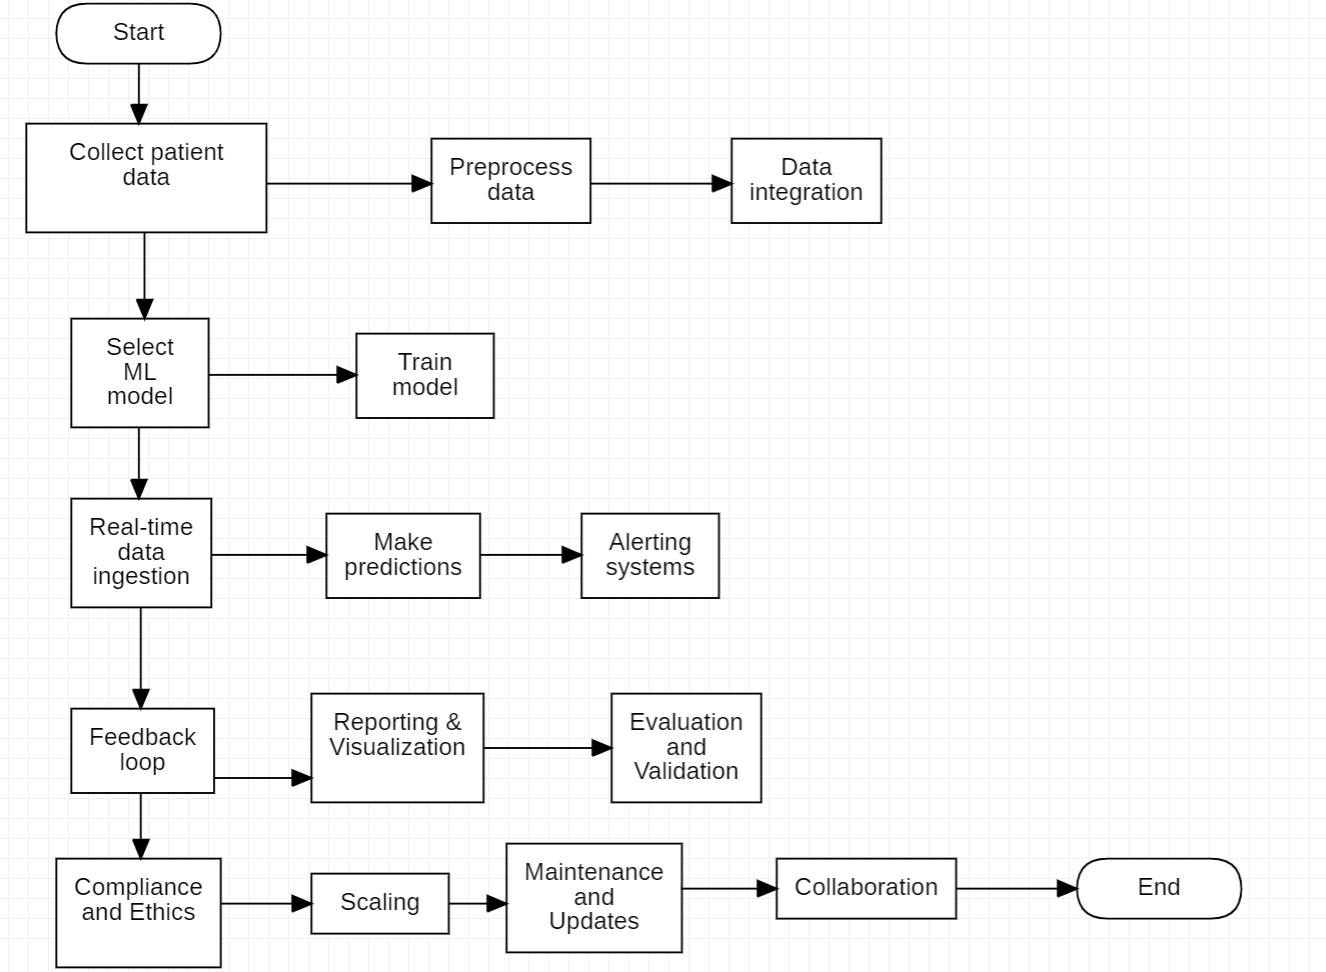 Start
Collect patient
data
Preprocess
data
Data
integration
Select
ML
model
Train
model
Real-time
data
ingestion
Make
predictions
Alerting
systems
Feedback
loop
Reporting &
Visualization
Evaluation
and
Validation
Compliance
and Ethics
Scaling
Maintenance
and
Updates
Collaboration
End